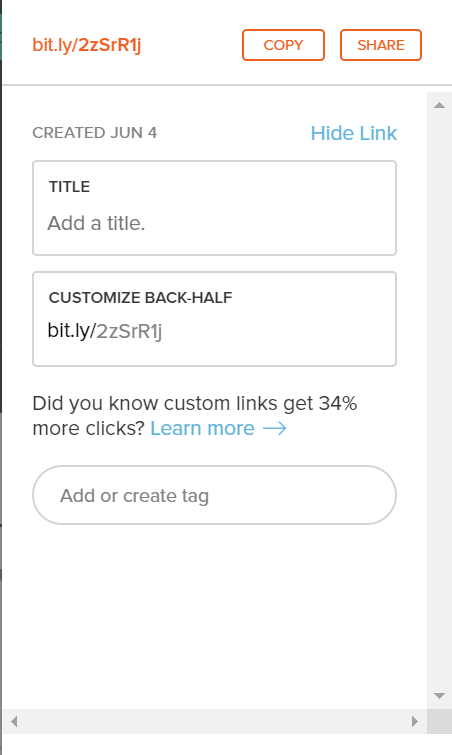 bit.ly/2zSrR1j COPY SHARE
CREATED JUN 4 Hide Link
TITLE
Add a title.
CUSTOMIZE BACK-HALF
bit.ly/2zSrR1j
Did you know custom links get 34%
more clicks? Learn more →
Add or create tag